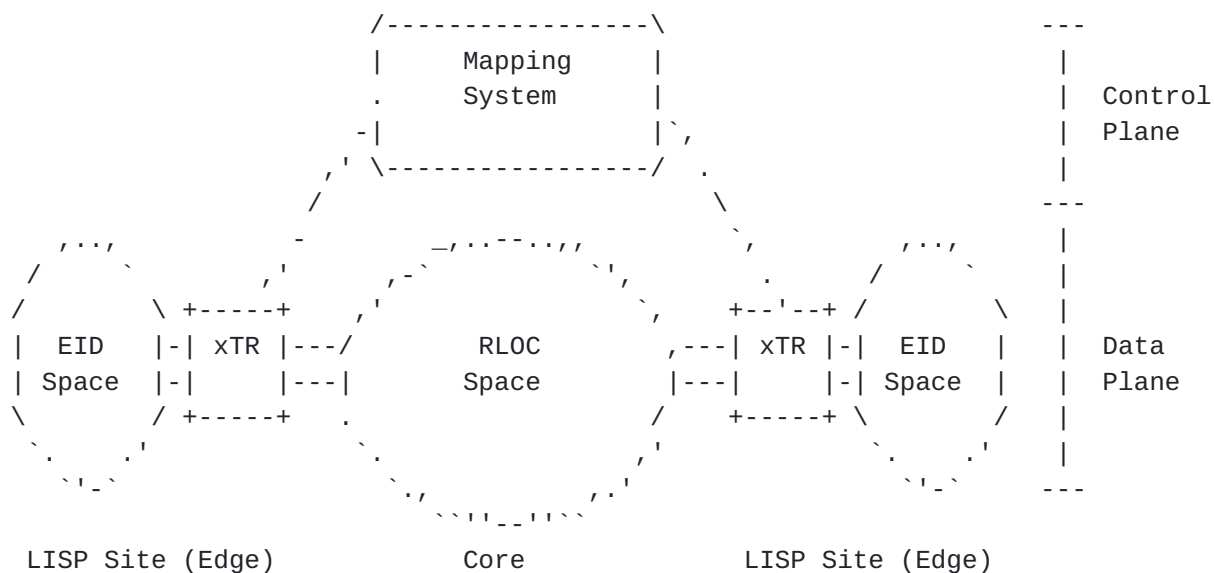 Mapping
System Control
Plane
EID xTR RLOC xTR EID Data
Space Space Space Plane
LISP Site (Edge) Core LISP Site (Edge)